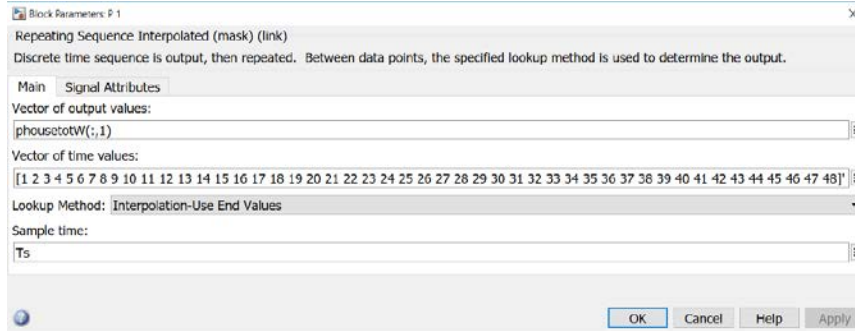 Block Parameters: P 1
Repeating Sequence Interpolated (mask) (link)
Discrete time sequence is output, then repeated. Between data points, the specified lookup method is used to determine the output.
Main Signal Attributes
Vector of output values:
phousetotW(:,1)
Vector of time values:
[1 2 3 4 5 6 7 8 9 10 11 12 13 14 15 16 17 18 19 20 21 22 23 24 25 26 27 28 29 30 31 32 33 34 35 36 37 38 39 40 41 42 43 44 45 46 47 48]'
Lookup Method: Interpolation-Use End Values
Sample time:
Ts
OK Cancel Help Apply